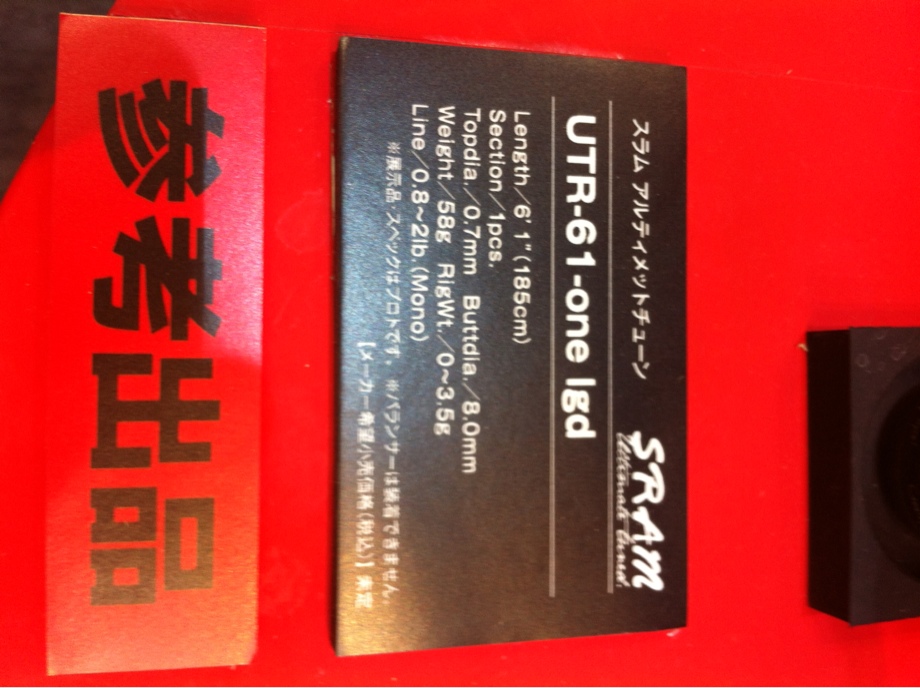 参考出品
スラム アルティメットチューン
SRAM
Ultimate tuned.
UTR-61-one lgd
Length/6'1"(185cm)
Section/1pcs.
Topdia./0.7mm Buttdia./8.0mm
Weight/58g RigWt./0~3.5g
Line/0.8~2lb.(Mono)
※展示品・スペックはプロトです。 ※バランサーは装着できません。
【メーカー希望小売価格(税込)】未定